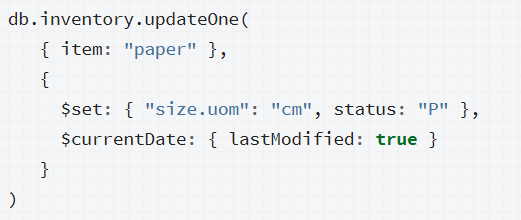 db.inventory.updateOne(
   { item: "paper" },
   {
     $set: { "size.uom": "cm", status: "P" },
     $currentDate: { lastModified: true }
   }
)